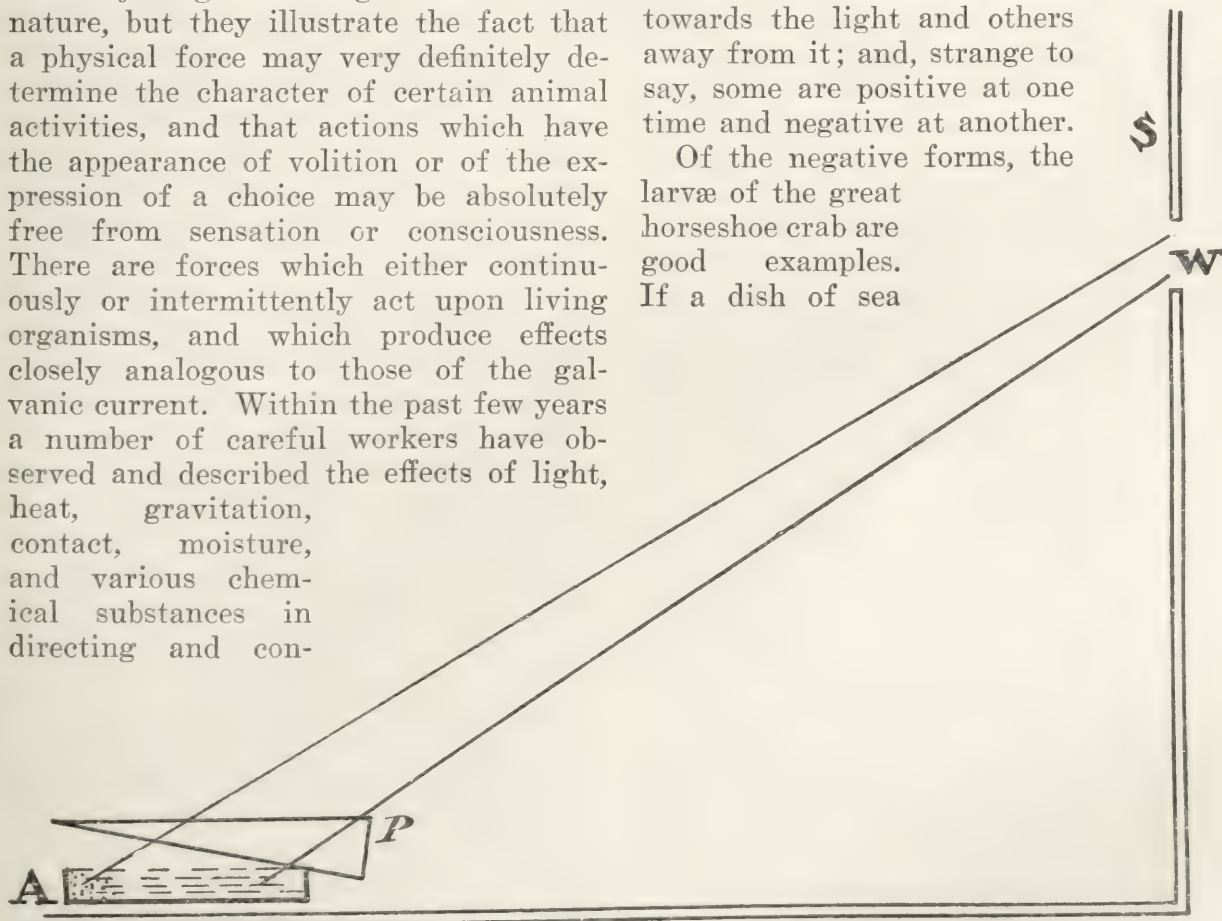 nature, but they illustrate the fact that
a physical force may very definitely de-
termine the character of certain animal
activities, and that actions which have
the appearance of volition or of the ex-
pression of a choice may be absolutely
free from sensation or consciousness.
There are forces which either continu-
ously or intermittently act upon living
organisms, and which produce effects
closely analogous to those of the gal-
vanic current. Within the past few years
a number of careful workers have ob-
served and described the effects of light,
heat, gravitation,
contact, moisture,
and various chem-
ical substances in
directing and con-
towards the light and others
away from it; and, strange to
say, some are positive at one
time and negative at another.
Of the negative forms, the
larvæ of the great
horseshoe crab are
good examples.
If a dish of sea
S
W
P
A